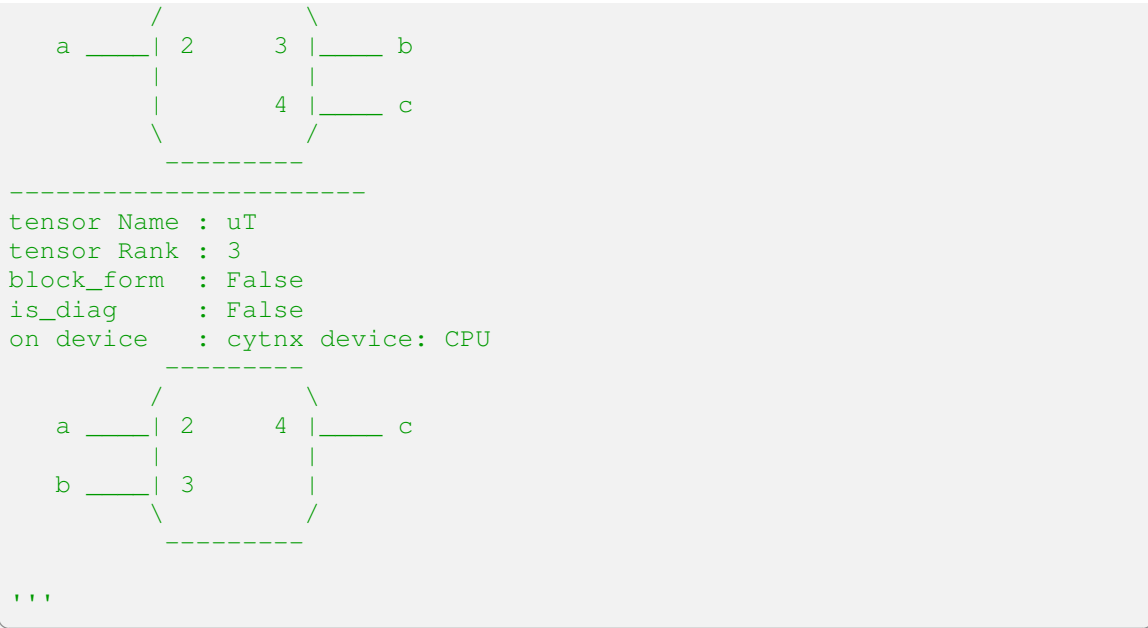 /         \
   a ____| 2     3 |____ b
         |         |
         |     4 |____ c
         \         /
          ---------
-----------------------
tensor Name : uT
tensor Rank : 3
block_form  : False
is_diag     : False
on device   : cytnx device: CPU
          ---------
         /         \
   a ____| 2     4 |____ c
         |         |
   b ____| 3       |
         \         /
          ---------
'''